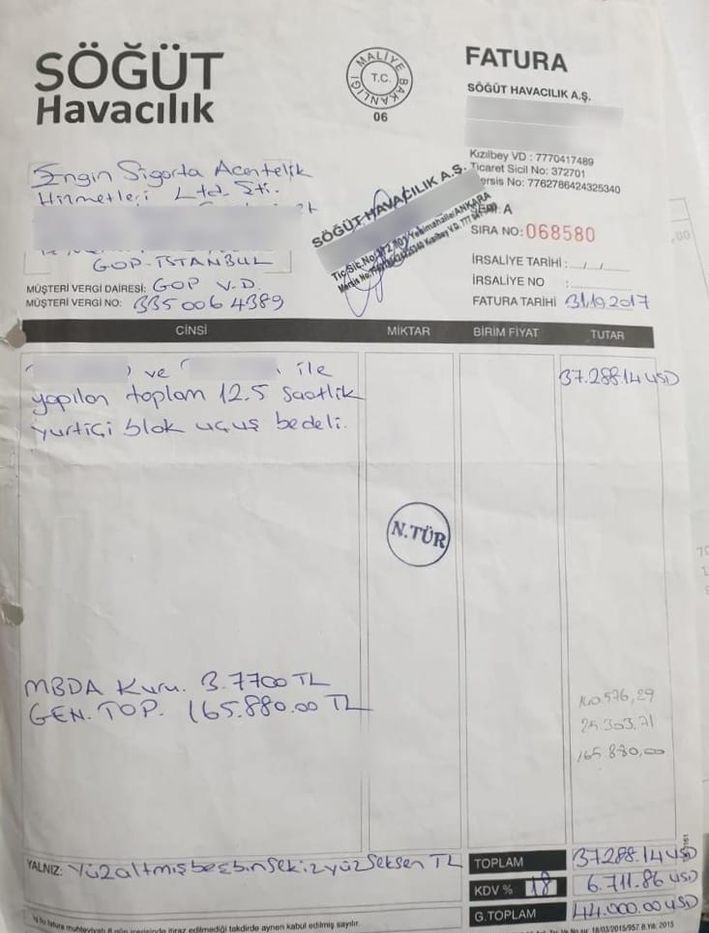 SÖĞÜT
Havacılık
T.C.
MALİYE BAKANLIĞI
06
FATURA
SÖĞÜT HAVACILIK A.Ş.
Kızılbey VD : 7770417489
Ticaret Sicil No: 372701
Mersis No: 7762786424325340
Engin Sigorta Acentelik
Hizmetleri Ltd. Şti.
GOP-İSTANBUL
MÜŞTERİ VERGİ DAİRESİ: GOP V.D.
MÜŞTERİ VERGİ NO: 335 006 4389
SÖĞÜT HAVACILIK A.Ş.
A
SIRA NO: 068580
İRSALİYE TARİHİ : / /
İRSALİYE NO :
FATURA TARİHİ 31.10.2017
CİNSİ MİKTAR BİRİM FİYAT TUTAR
ve ile
yapılan toplam 12.5 saatlik
yurtiçi blok uçuş bedeli.
37.288.14 USD
N.TÜR
MBDA Kuru. 3.7700 TL
GEN. TOP. 165.880.00 TL
140.576,29
25.303.71
165.880,00
YALNIZ: Yüzaltmışbeşbinsekizyüzseksen TL
TOPLAM 37.288.14 USD
KDV % 18 6.711.86 USD
G.TOPLAM 44.000.00 USD